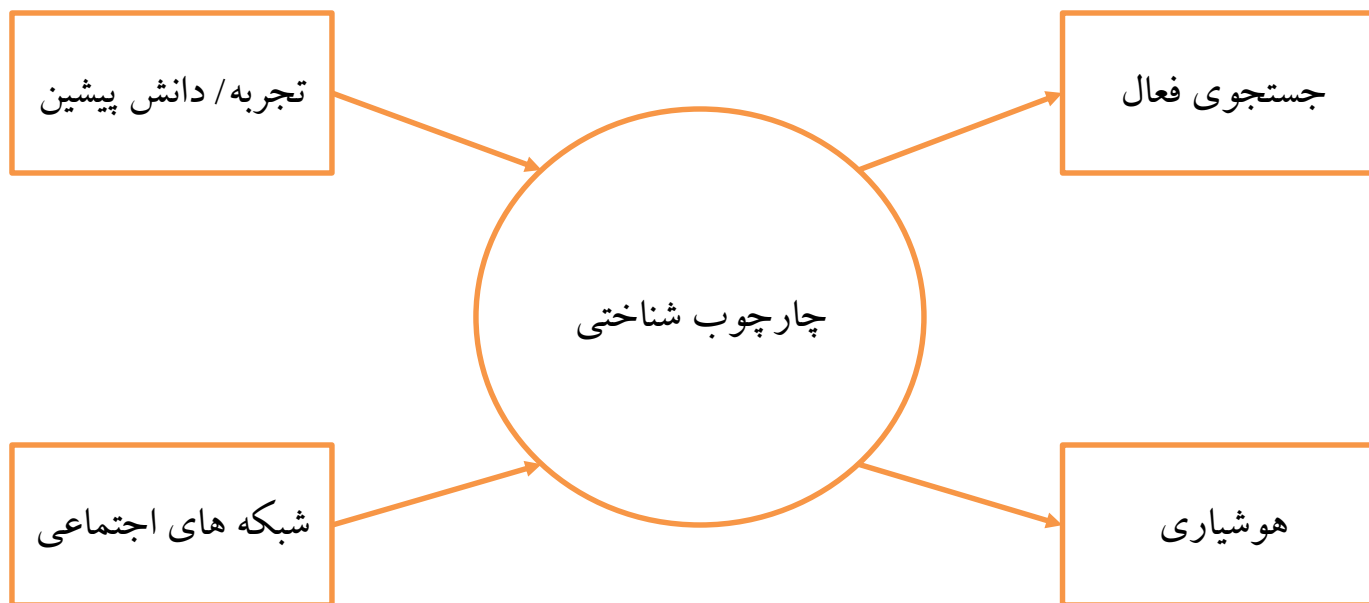 تجربه/ دانش پیشین
جستجوی فعال
چارچوب شناختی
شبکه های اجتماعی
هوشیاری